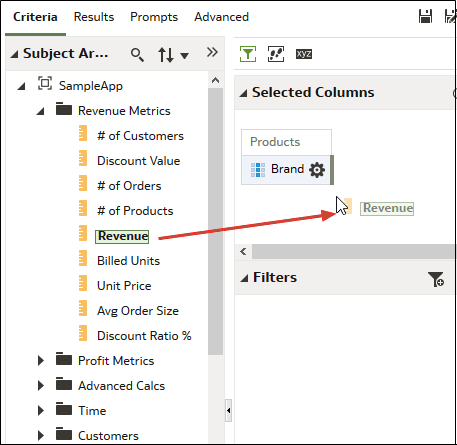 Criteria Results Prompts Advanced
Subject Ar...
xyz
SampleApp
Revenue Metrics
# of Customers
Discount Value
# of Orders
# of Products
Revenue
Billed Units
Unit Price
Avg Order Size
Discount Ratio %
Profit Metrics
Advanced Calcs
Time
Customers
Selected Columns
Products
Brand
Revenue
Filters